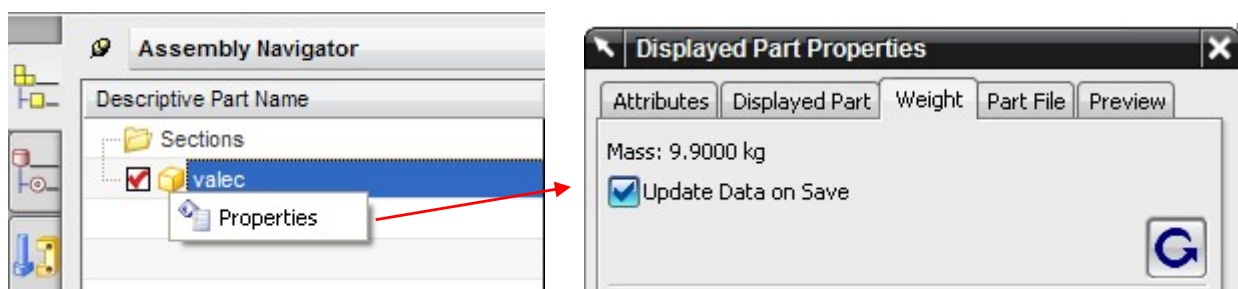 Assembly Navigator
Descriptive Part Name
Sections
valec
Properties
Displayed Part Properties
Attributes Displayed Part Weight Part File Preview
Mass: 9.9000 kg
Update Data on Save